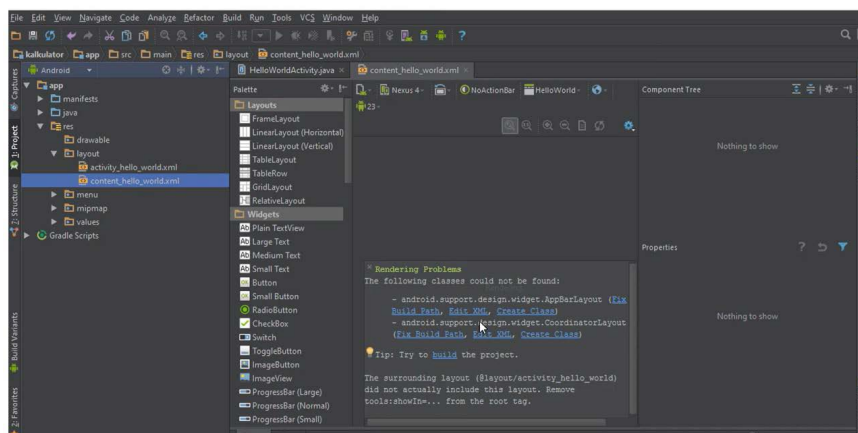 File Edit View Navigate Code Analyze Refactor Build Run Tools VCS Window Help
kalkulator app src main res layout content_hello_world.xml
Android
HelloWorldActivity.java
content_hello_world.xml
Captures
1: Project
2: Structure
Build Variants
2: Favorites
app
manifests
java
res
drawable
layout
activity_hello_world.xml
content_hello_world.xml
menu
mipmap
values
Gradle Scripts
Palette
Layouts
FrameLayout
LinearLayout (Horizontal)
LinearLayout (Vertical)
TableLayout
TableRow
GridLayout
RelativeLayout
Widgets
Ab Plain TextView
Ab Large Text
Ab Medium Text
Ab Small Text
OK Button
OK Small Button
RadioButton
CheckBox
Switch
ToggleButton
ImageButton
ImageView
ProgressBar (Large)
ProgressBar (Normal)
ProgressBar (Small)
Nexus 4 NoActionBar HelloWorld
23
Rendering Problems
The following classes could not be found:
- android.support.design.widget.AppBarLayout (Fix
Build Path, Edit XML, Create Class)
- android.support.design.widget.CoordinatorLayout
(Fix Build Path, Edit XML, Create Class)
Tip: Try to build the project.
The surrounding layout (@layout/activity_hello_world)
did not actually include this layout. Remove
tools:showIn=... from the root tag.
Component Tree
Nothing to show
Properties
Nothing to show